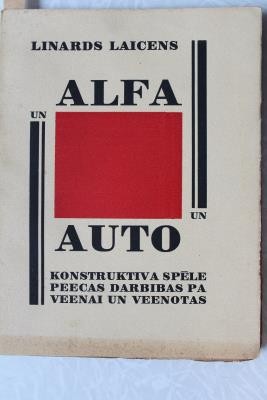 LINARDS LAICENS
ALFA
UN
UN
AUTO
KONSTRUKTIVA SPĒLE
PEECAS DARBIBAS PA
VEENAI UN VEENOTAS